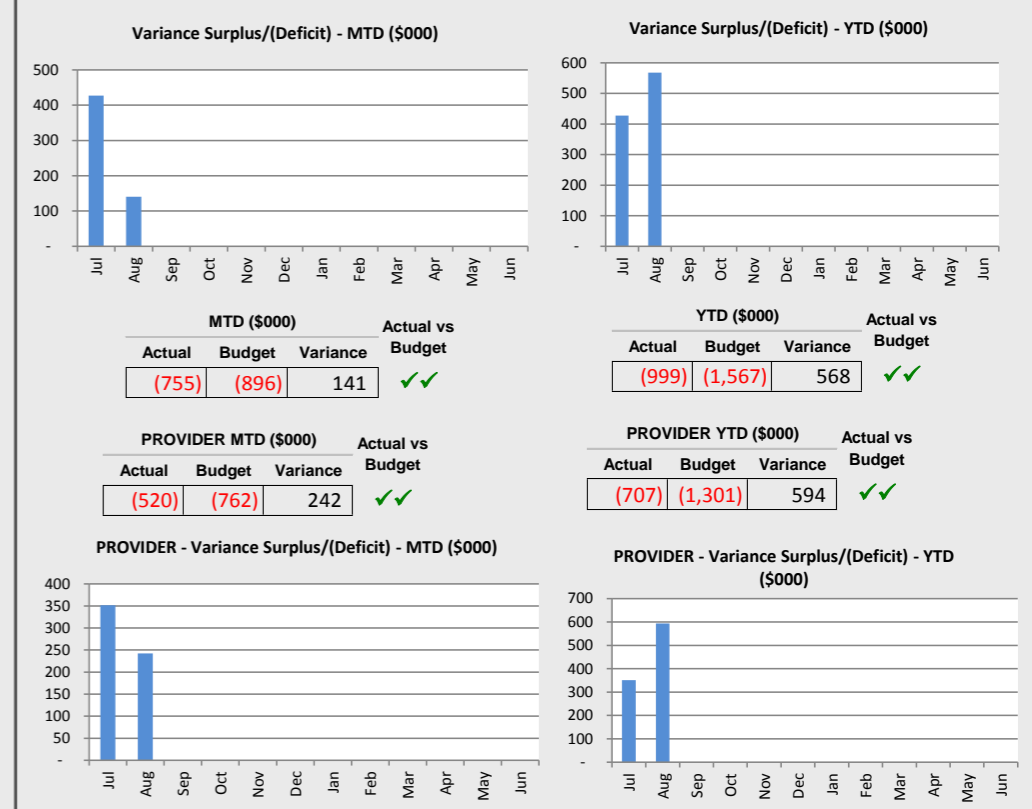 Variance Surplus/(Deficit) - MTD ($000)
500
400
300
200
100
-
Jul Aug Sep Oct Nov Dec Jan Feb Mar Apr May Jun
Variance Surplus/(Deficit) - YTD ($000)
600
500
400
300
200
100
-
Jul Aug Sep Oct Nov Dec Jan Feb Mar Apr May Jun
MTD ($000) Actual vs Budget
Actual Budget Variance
(755) (896) 141 ✓✓
YTD ($000) Actual vs Budget
Actual Budget Variance
(999) (1,567) 568 ✓✓
PROVIDER MTD ($000) Actual vs Budget
Actual Budget Variance
(520) (762) 242 ✓✓
PROVIDER YTD ($000) Actual vs Budget
Actual Budget Variance
(707) (1,301) 594 ✓✓
PROVIDER - Variance Surplus/(Deficit) - MTD ($000)
400
350
300
250
200
150
100
50
-
Jul Aug Sep Oct Nov Dec Jan Feb Mar Apr May Jun
PROVIDER - Variance Surplus/(Deficit) - YTD
($000)
700
600
500
400
300
200
100
-
Jul Aug Sep Oct Nov Dec Jan Feb Mar Apr May Jun